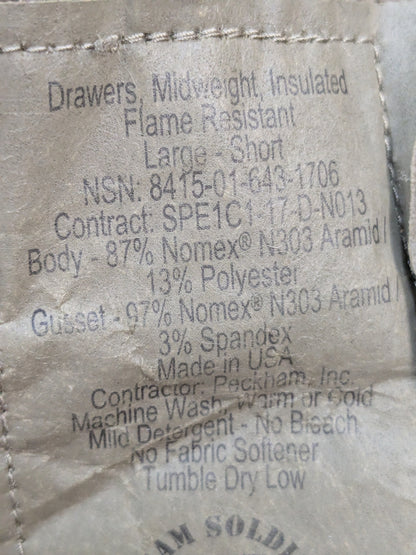 Drawers, Midweight, Insulated
Flame Resistant
Large - Short
NSN: 8415-01-643-1706
Contract: SPE1C1-17-D-N013
Body - 87% Nomex® N303 Aramid /
13% Polyester
Gusset - 97% Nomex® N303 Aramid /
3% Spandex
Made in USA
Contractor: Peckham, Inc.
Machine Wash, Warm or Cold
Mild Detergent - No Bleach
No Fabric Softener
Tumble Dry Low
AM SOLDI